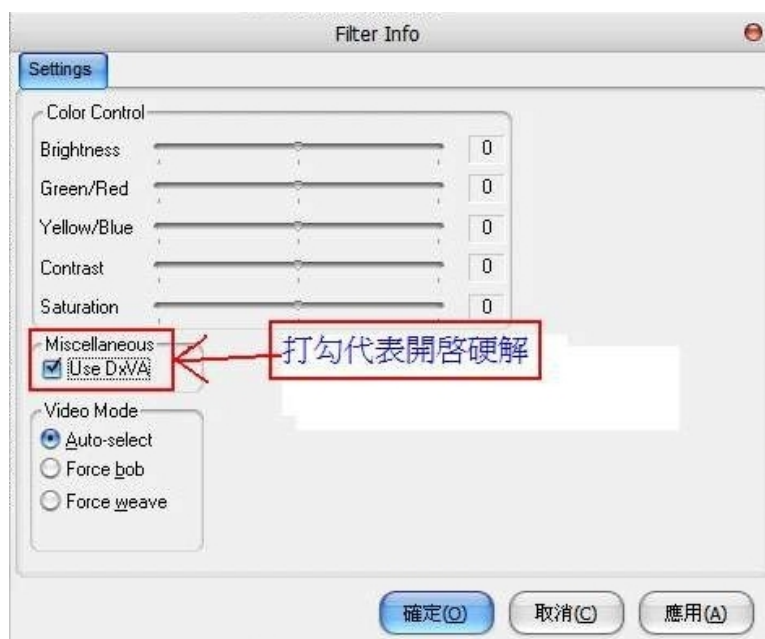 Filter Info
Settings
Color Control
Brightness 0
Green/Red 0
Yellow/Blue 0
Contrast 0
Saturation 0
Miscellaneous
Use DxVA
打勾代表開啓硬解
Video Mode
Auto-select
Force bob
Force weave
確定(O) 取消(C) 應用(A)